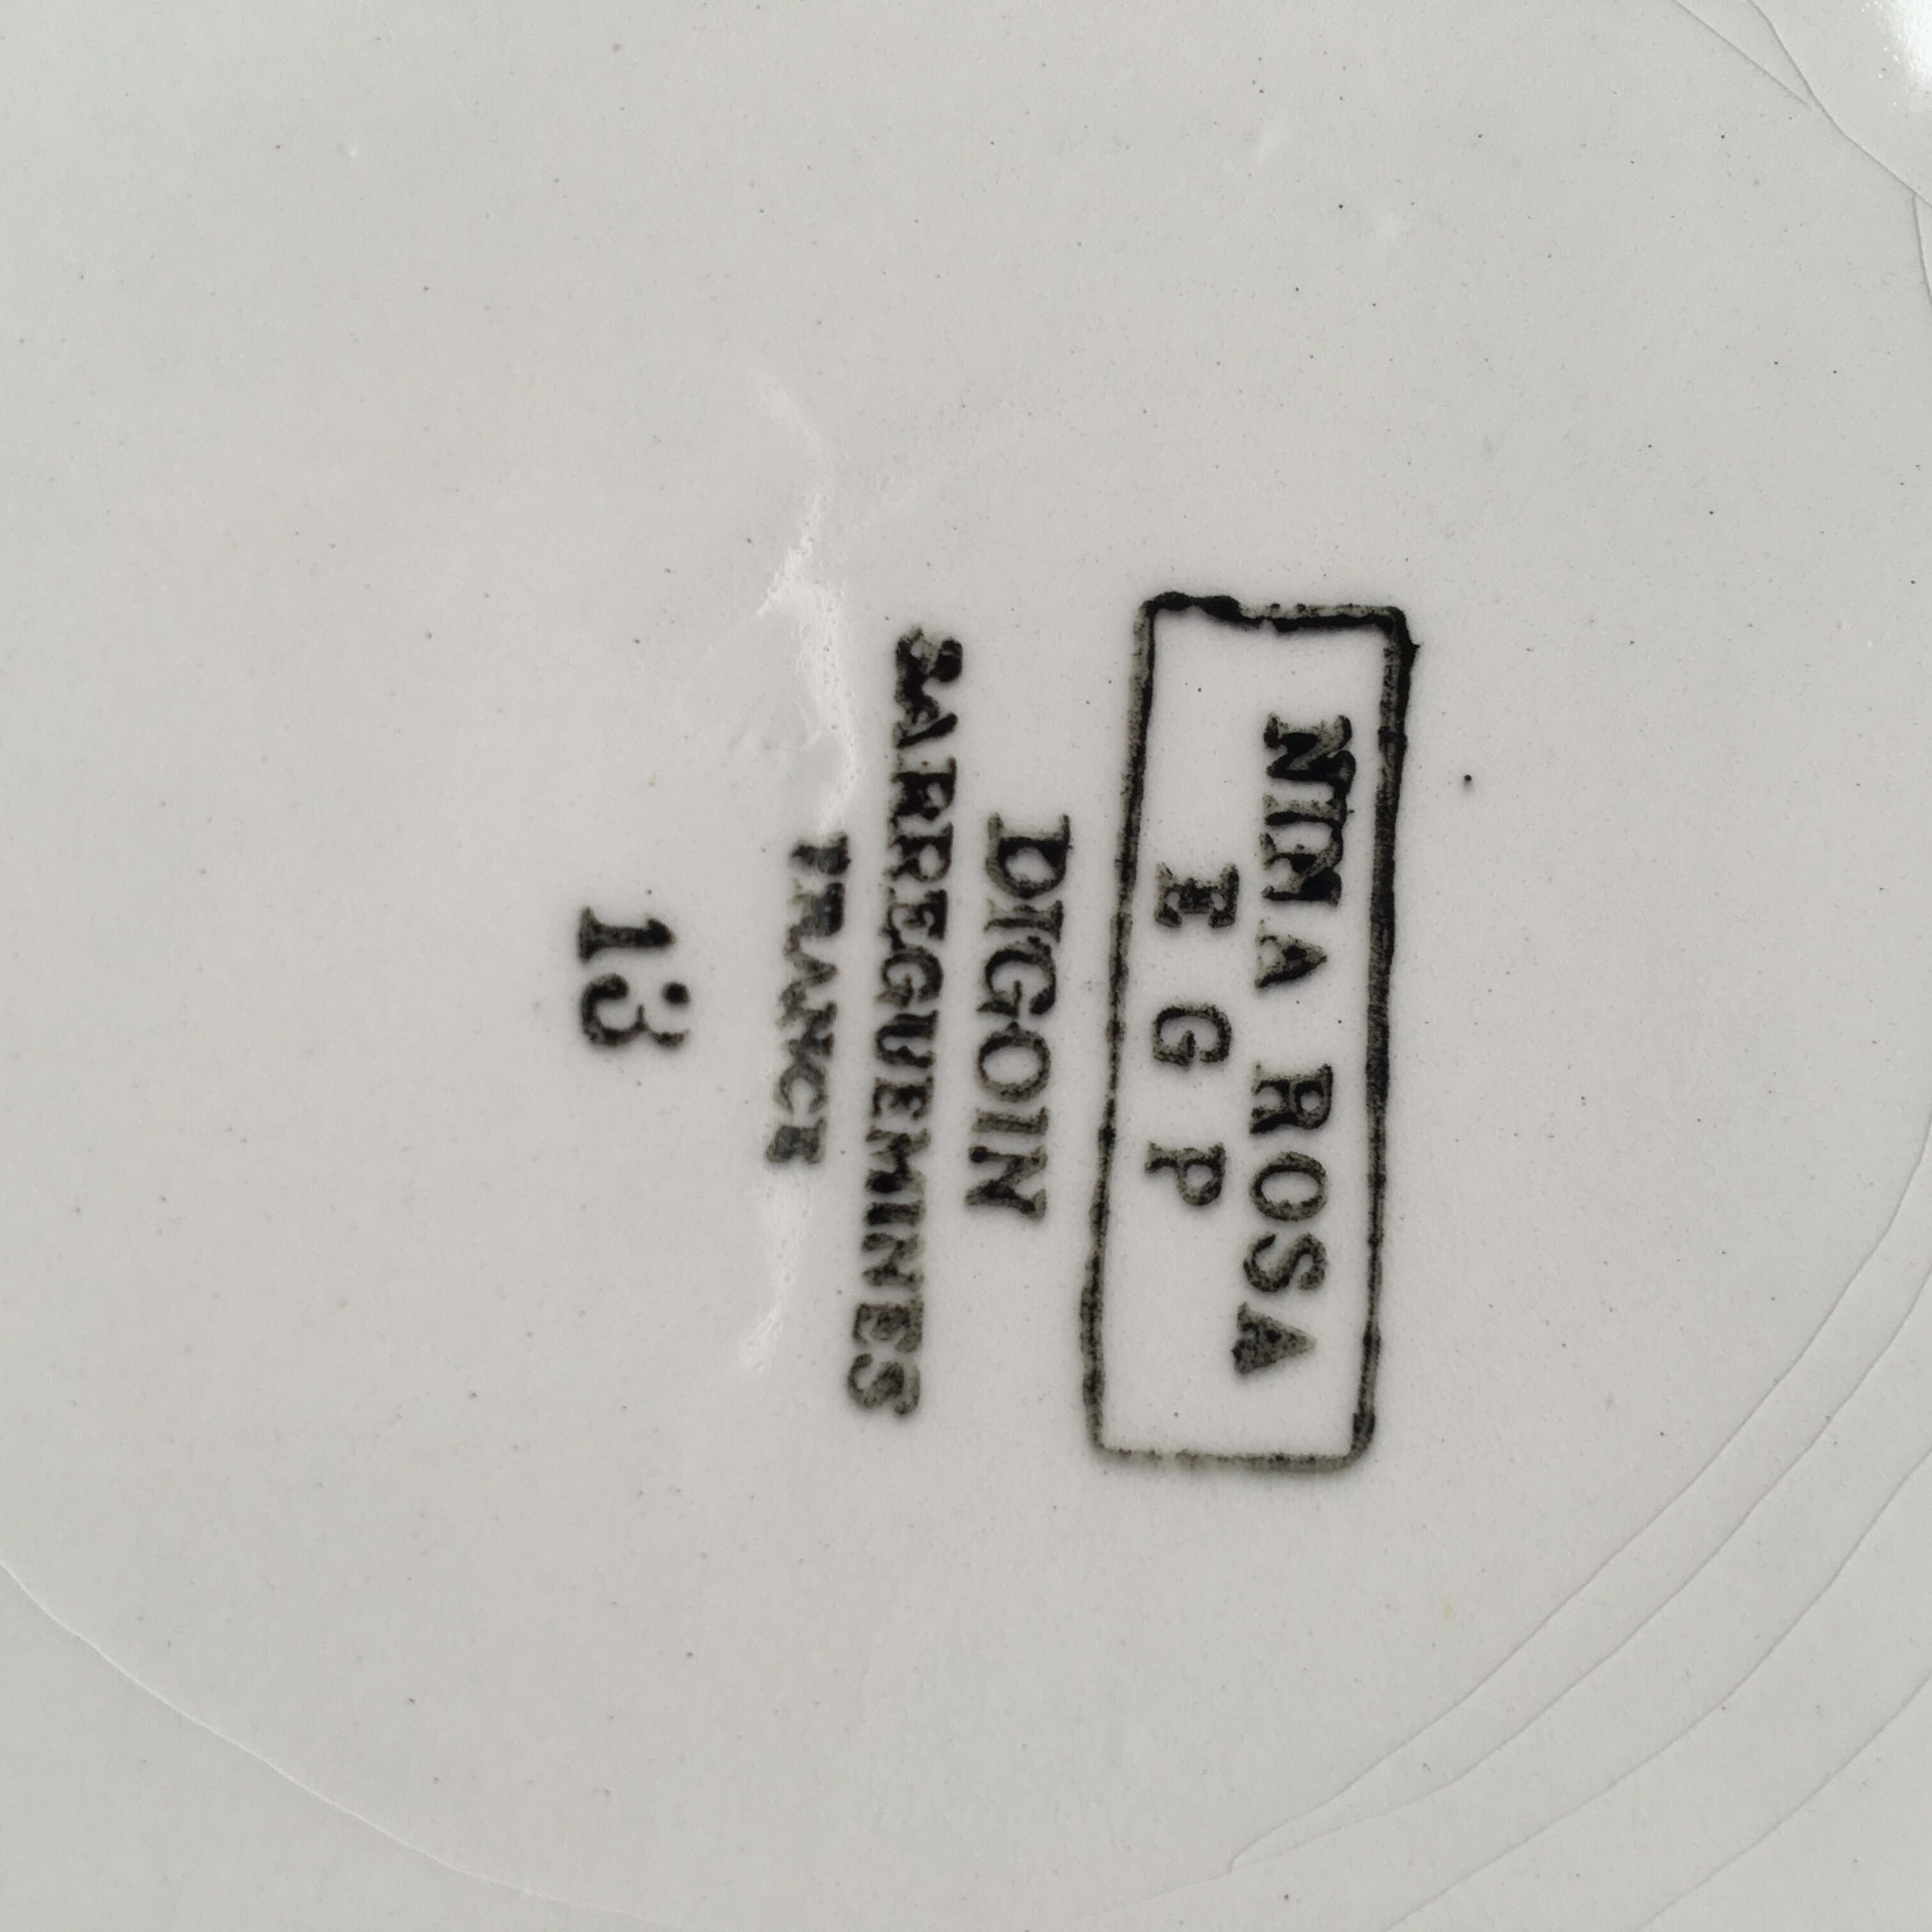 NINA ROSA
E G P
DIGOIN
SARREGUEMINES
FRANCE
13